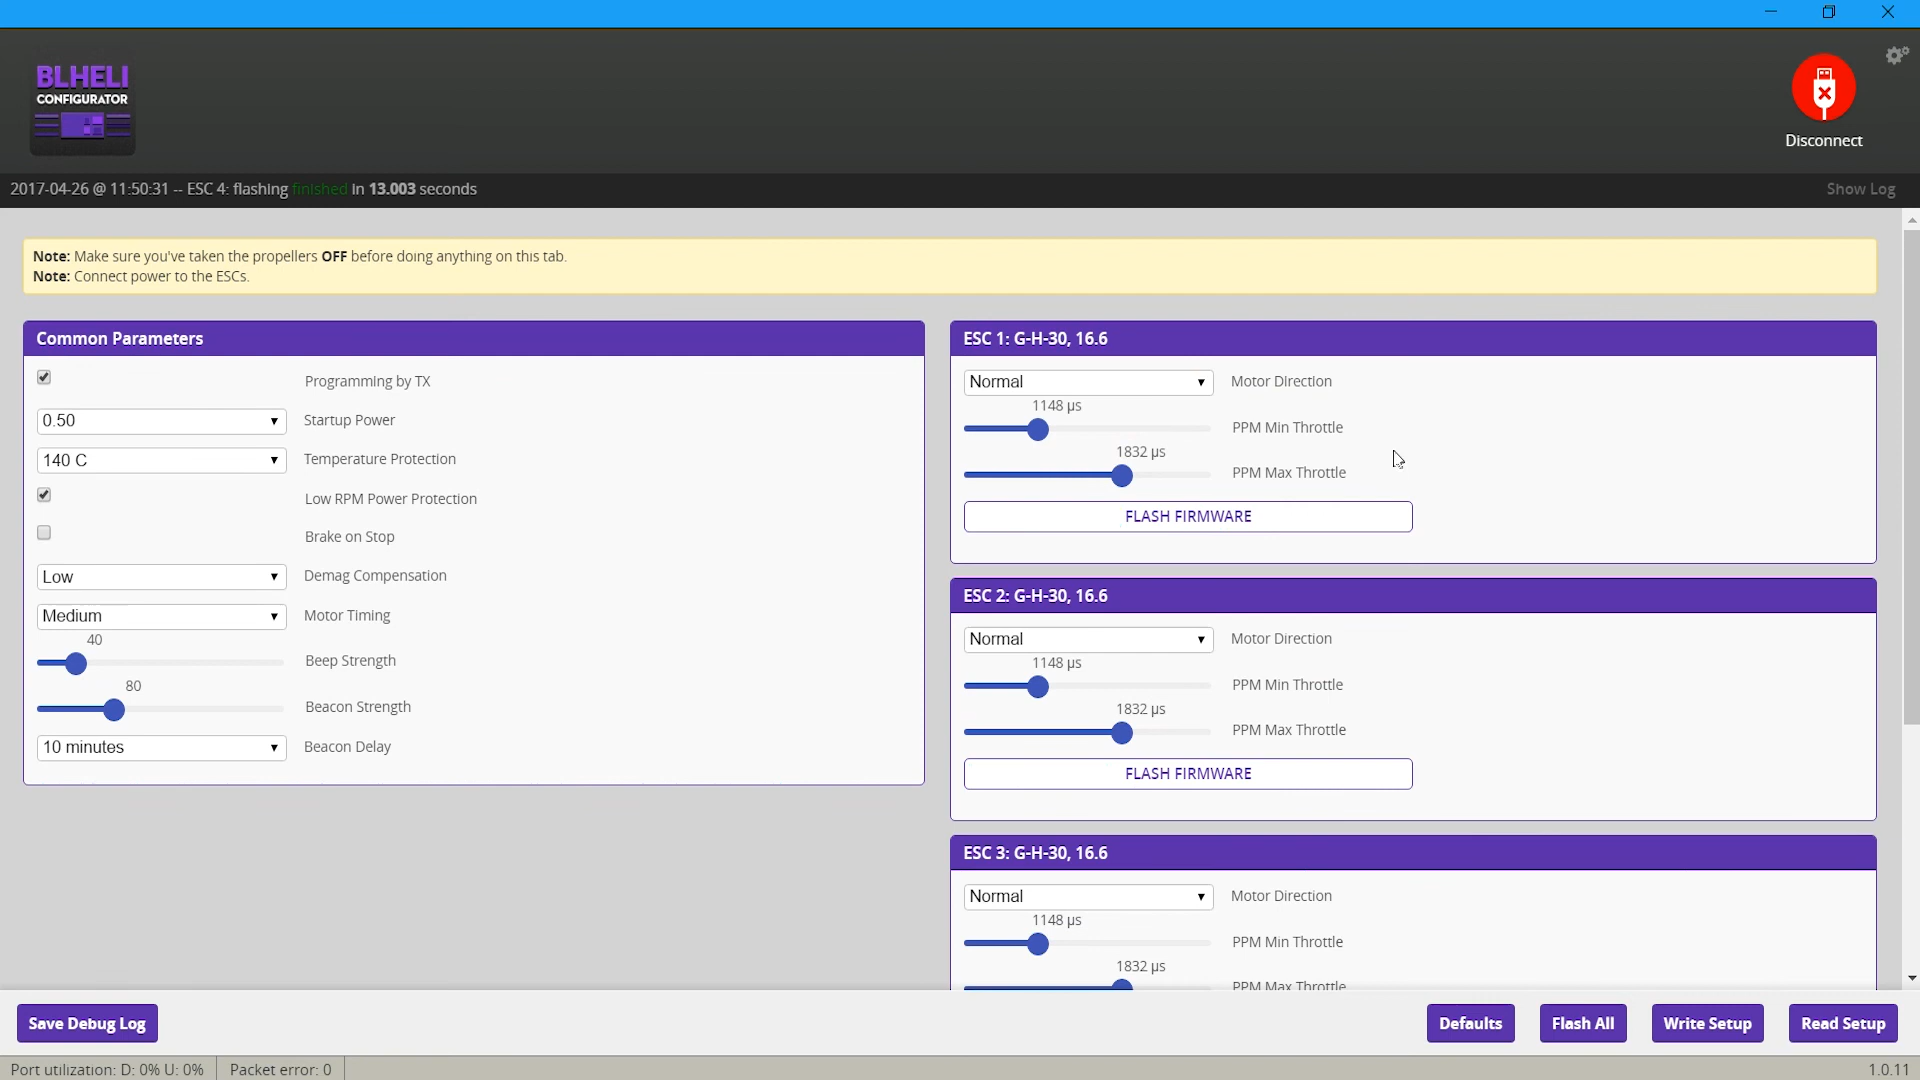 BLHELI
CONFIGURATOR
Disconnect
2017-04-26 @ 11:50:31 -- ESC 4: flashing finished in 13.003 seconds
Show Log
Note: Make sure you've taken the propellers OFF before doing anything on this tab.
Note: Connect power to the ESCs.
Common Parameters
Programming by TX
0.50 Startup Power
140 C Temperature Protection
Low RPM Power Protection
Brake on Stop
Low Demag Compensation
Medium Motor Timing
40
Beep Strength
80
Beacon Strength
10 minutes Beacon Delay
ESC 1: G-H-30, 16.6
Normal Motor Direction
1148 µs
PPM Min Throttle
1832 µs
PPM Max Throttle
FLASH FIRMWARE
ESC 2: G-H-30, 16.6
Normal Motor Direction
1148 µs
PPM Min Throttle
1832 µs
PPM Max Throttle
FLASH FIRMWARE
ESC 3: G-H-30, 16.6
Normal Motor Direction
1148 µs
PPM Min Throttle
1832 µs
PPM Max Throttle
Save Debug Log
Defaults
Flash All
Write Setup
Read Setup
Port utilization: D: 0% U: 0%
Packet error: 0
1.0.11